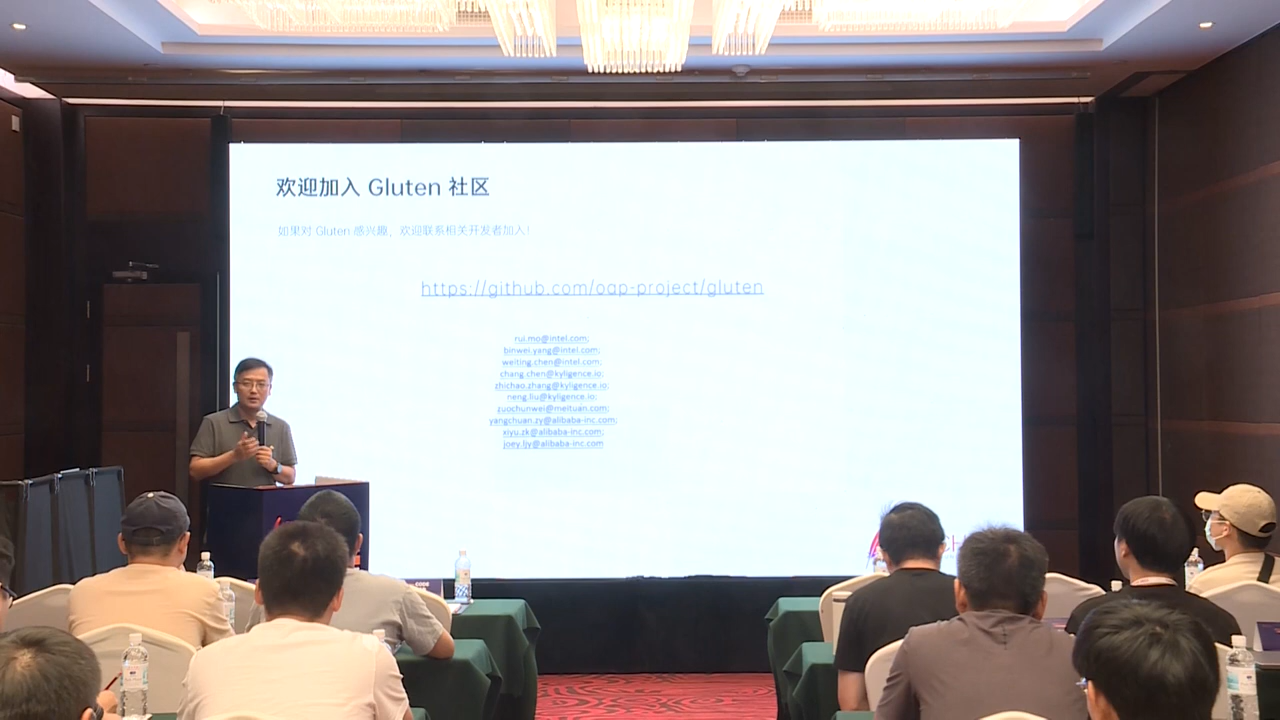 欢迎加入 Gluten 社区
如果对 Gluten 感兴趣，欢迎联系相关开发者加入！
https://github.com/oap-project/gluten
rui.mo@intel.com;
binwei.yang@intel.com;
weiting.chen@intel.com;
chang.chen@kyligence.io;
zhichao.zhang@kyligence.io;
neng.liu@kyligence.io;
zuochunwei@meituan.com;
yangchuan.zy@alibaba-inc.com;
xiyu.zk@alibaba-inc.com;
joey.ljy@alibaba-inc.com